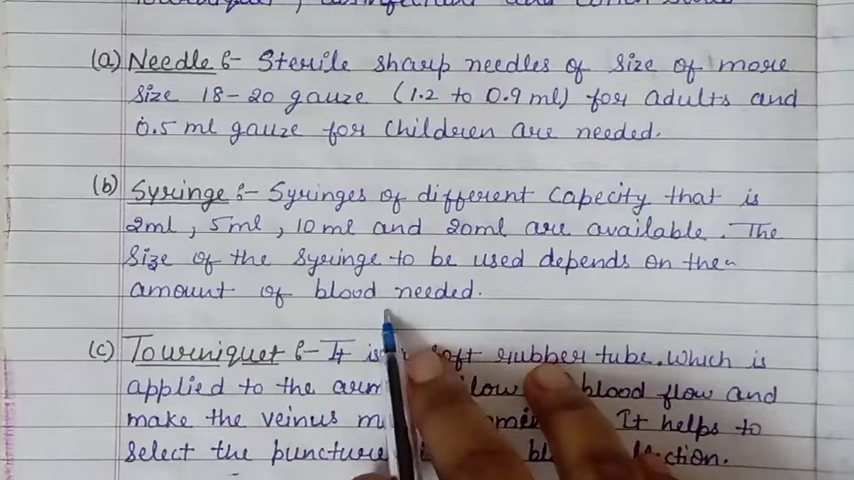 (a) Needle :- Sterile sharp needles of size of more
size 18-20 gauze (1.2 to 0.9 ml) for adults and
0.5 ml gauze for children are needed.
(b) Syringe :- Syringes of different capecity that is
2ml, 5ml, 10 ml and 20ml are available. The
Size of the syringe to be used depends on the
amount of blood needed.
(c) Tourniquet :- It is soft rubber tube. Which is
applied to the arm blood flow and
make the veinus It helps to
select the puncture